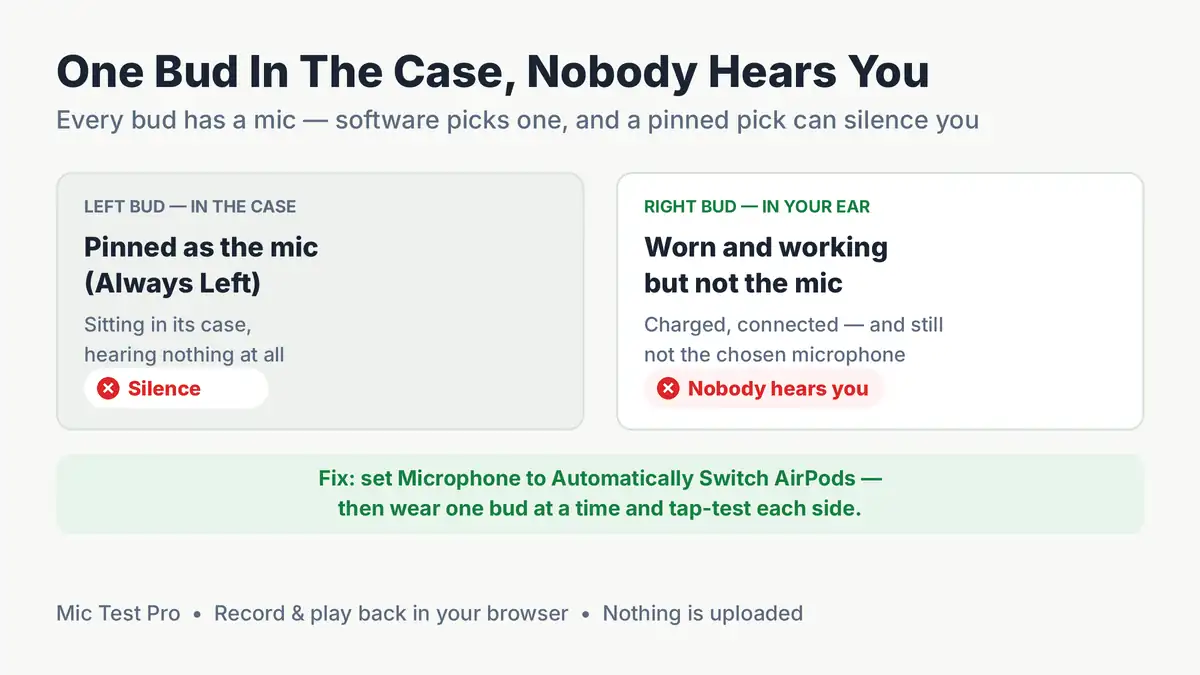 One Bud In The Case, Nobody Hears You
Every bud has a mic — software picks one, and a pinned pick can silence you
LEFT BUD — IN THE CASE
Pinned as the mic
(Always Left)
Sitting in its case,
hearing nothing at all
Silence
RIGHT BUD — IN YOUR EAR
Worn and working
but not the mic
Charged, connected — and still
not the chosen microphone
Nobody hears you
Fix: set Microphone to Automatically Switch AirPods —
then wear one bud at a time and tap-test each side.
Mic Test Pro • Record & play back in your browser • Nothing is uploaded